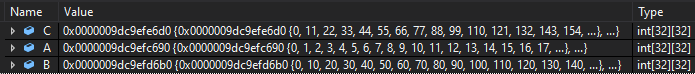 Name Value Type
C 0x0000009dc9efe6d0 {0x0000009dc9efe6d0 {0, 11, 22, 33, 44, 55, 66, 77, 88, 99, 110, 121, 132, 143, 154, ...}, ...} int[32][32]
A 0x0000009dc9efc690 {0x0000009dc9efc690 {0, 1, 2, 3, 4, 5, 6, 7, 8, 9, 10, 11, 12, 13, 14, 15, 16, 17, ...}, ...} int[32][32]
B 0x0000009dc9efd6b0 {0x0000009dc9efd6b0 {0, 10, 20, 30, 40, 50, 60, 70, 80, 90, 100, 110, 120, 130, 140, ...}, ...} int[32][32]